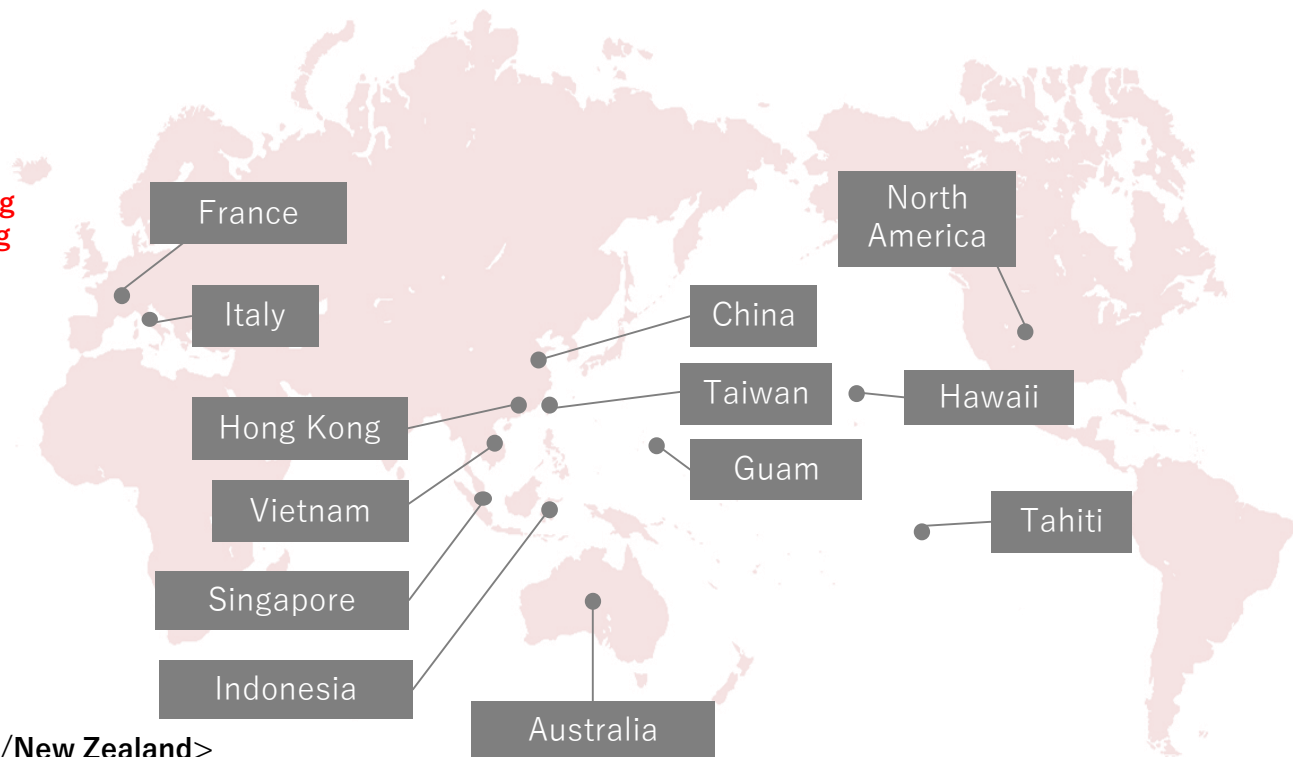 g
g
France
North
America
Italy
China
Taiwan
Hawaii
Hong Kong
Guam
Vietnam
Tahiti
Singapore
Indonesia
Australia
/New Zealand>